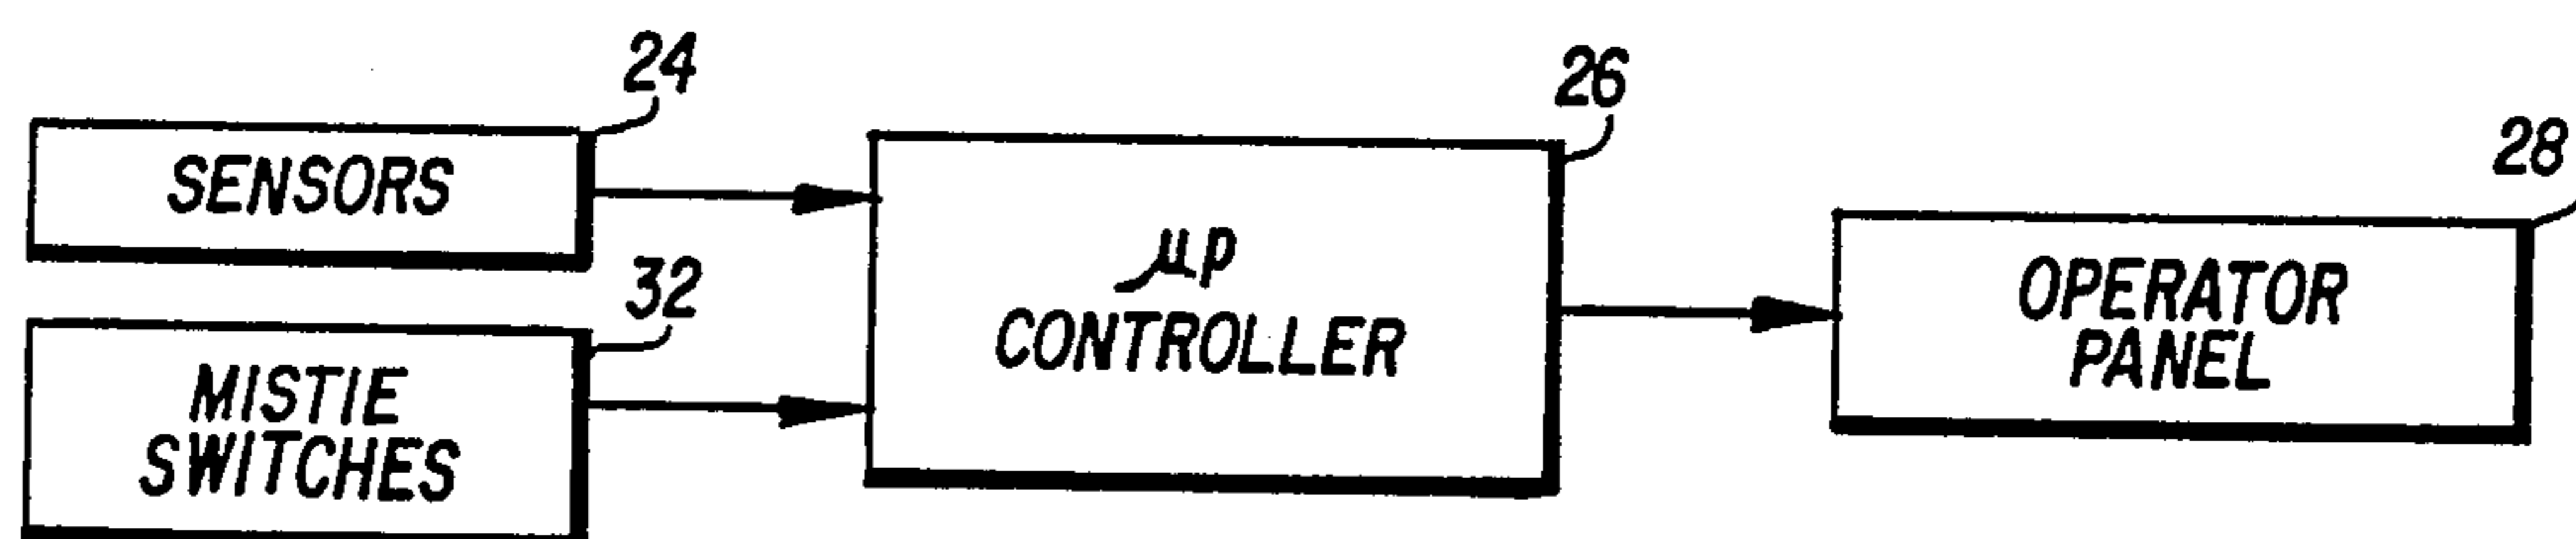 24
SENSORS
32
MISTIE
SWITCHES
26
µp
CONTROLLER
28
OPERATOR
PANEL